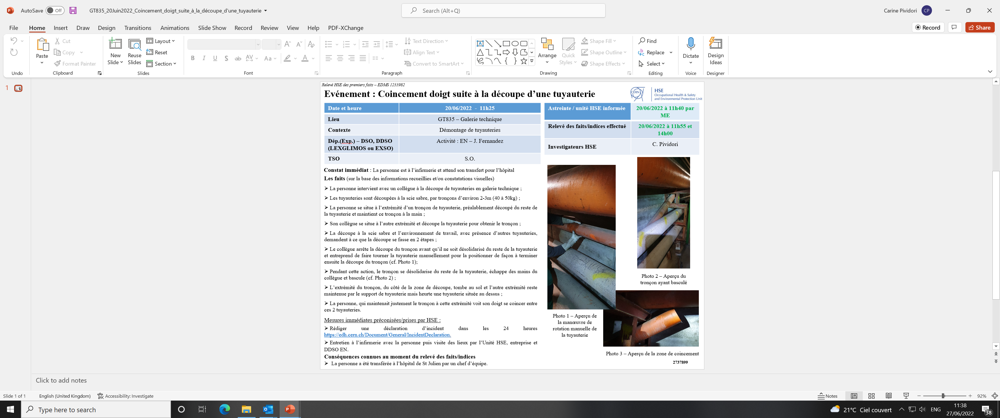 AutoSave Off GT835_20Juin2022_Coincement_doigt_suite_à_la_découpe_d'une_tuyauterie Search (Alt+Q) Carine Pividori CP
File Home Insert Draw Design Transitions Animations Slide Show Record Review View Help PDF-XChange Record Share
Cut
Copy
Format Painter
Paste
New
Slide
Reuse
Slides
Layout
Reset
Section
B I U S ab AV Aa A
Text Direction
Align Text
Convert to SmartArt
Arrange
Quick
Styles
Shape Fill
Shape Outline
Shape Effects
Find
Replace
Select
Dictate
Design
Ideas
Undo Clipboard Slides Font Paragraph Drawing Editing Voice Designer
1
Relevé HSE des premiers faits – EDMS 1255982
Evénement : Coincement doigt suite à la découpe d’une tuyauterie
CERN
HSE
Occupational Health & Safety
and Environmental Protection Unit
Date et heure 20/06/2022 - 11h25
Lieu GT835 – Galerie technique
Contexte Démontage de tuyauteries
Dép.(Exp.) – DSO, DDSO
(LEXGLIMOS ou EXSO)
Activité : EN – J. Fernandez
TSO S.O.
Astreinte / unité HSE informée
20/06/2022 à 11h40 par
ME
Relevé des faits/indices effectué
20/06/2022 à 11h55 et
14h00
Investigateurs HSE C. Pividori
Constat immédiat : La personne est à l’infirmerie et attend son transfert pour l’hôpital
Les faits (sur la base des informations recueillies et/ou constatations visuelles)
➢ La personne intervient avec un collègue à la découpe de tuyauteries en galerie technique ;
➢ Les tuyauteries sont découpées à la scie sabre, par tronçons d’environ 2-3m (40 à 50kg) ;
➢ La personne se situe à l’extrémité d’un tronçon de tuyauterie, préalablement découpé du reste de
la tuyauterie et maintient ce tronçon à la main ;
➢ Son collègue se situe à l’autre extrémité et découpe la tuyauterie pour obtenir le tronçon ;
➢ La découpe à la scie sabre et l’environnement de travail, avec présence d’autres tuyauteries,
demandent à ce que la découpe se fasse en 2 étapes ;
➢ Le collègue arrête la découpe du tronçon avant qu’il ne soit désolidarisé du reste de la tuyauterie
et entreprend de faire tourner la tuyauterie manuellement pour la positionner de façon à terminer
ensuite la découpe du tronçon (cf. Photo 1);
➢ Pendant cette action, le tronçon se désolidarise du reste de la tuyauterie, échappe des mains du
collègue et bascule (cf. Photo 2) ;
➢ L’extrémité du tronçon, du côté de la zone de découpe, tombe au sol et l’autre extrémité reste
maintenue par le support de tuyauterie mais heurte une tuyauterie située au dessus ;
➢ La personne, qui maintenait justement le tronçon à cette extrémité voit son doigt se coincer entre
ces 2 tuyauteries.
Mesures immédiates préconisées/prises par HSE :
➢ Rédiger une déclaration d’incident dans les 24 heures
https://edh.cern.ch/Document/General/IncidentDeclaration.
➢ Entretien à l’infirmerie avec la personne puis visite des lieux par l’Unité HSE, entreprise et
DDSO EN.
Conséquences connues au moment du relevé des faits/indices
➢ La personne a été transférée à l’hôpital de St Julien par un chef d’équipe.
Photo 2 – Aperçu du
tronçon ayant basculé
Photo 1 – Aperçu de
la manœuvre de
rotation manuelle de
la tuyauterie
Photo 3 – Aperçu de la zone de coincement
2737899
Click to add notes
Slide 1 of 1 English (United Kingdom) Accessibility: Investigate Notes 92%
Type here to search
21°C Ciel couvert ENG
11:38
27/06/2022
38